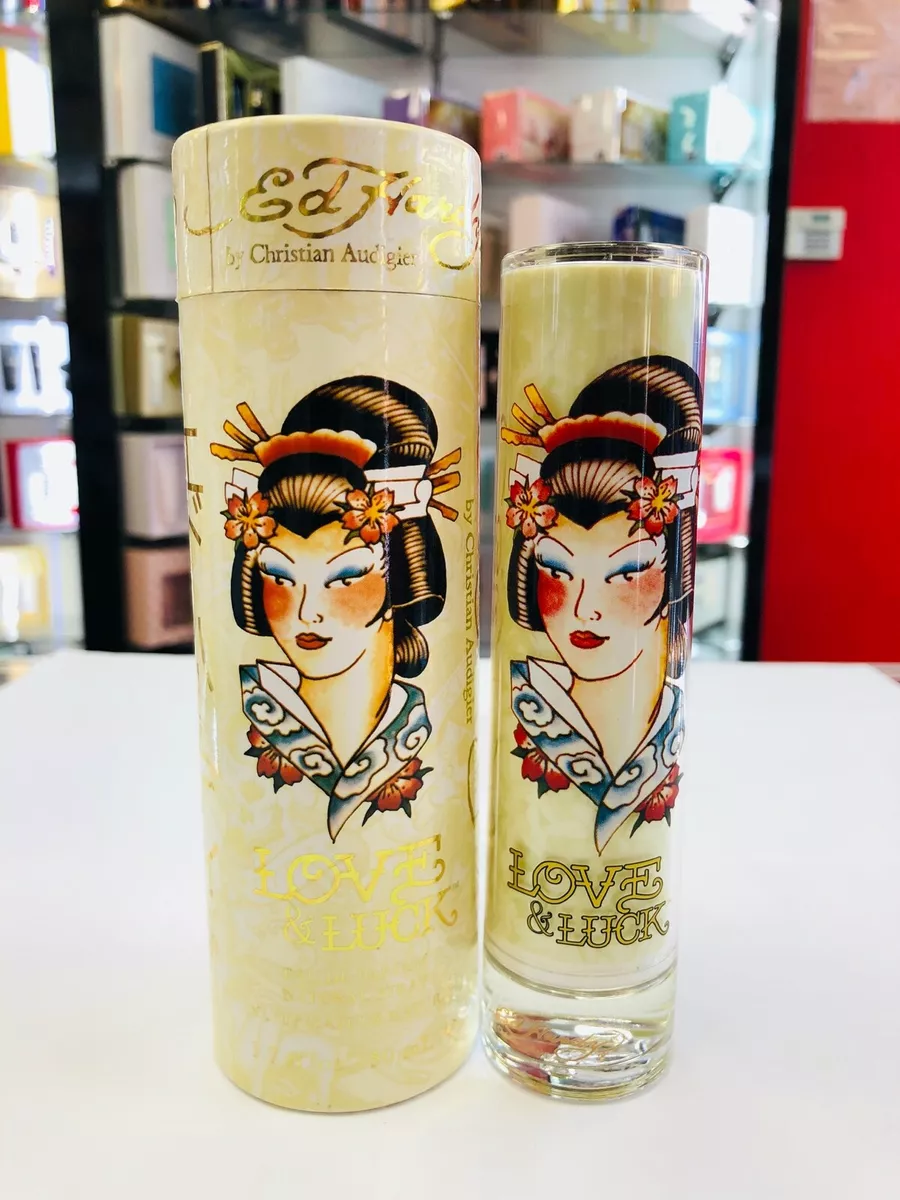 Ed Hardy
by Christian Audigier
by Christian Audigier
LOVE
& LUCK
LOVE
& LUCK